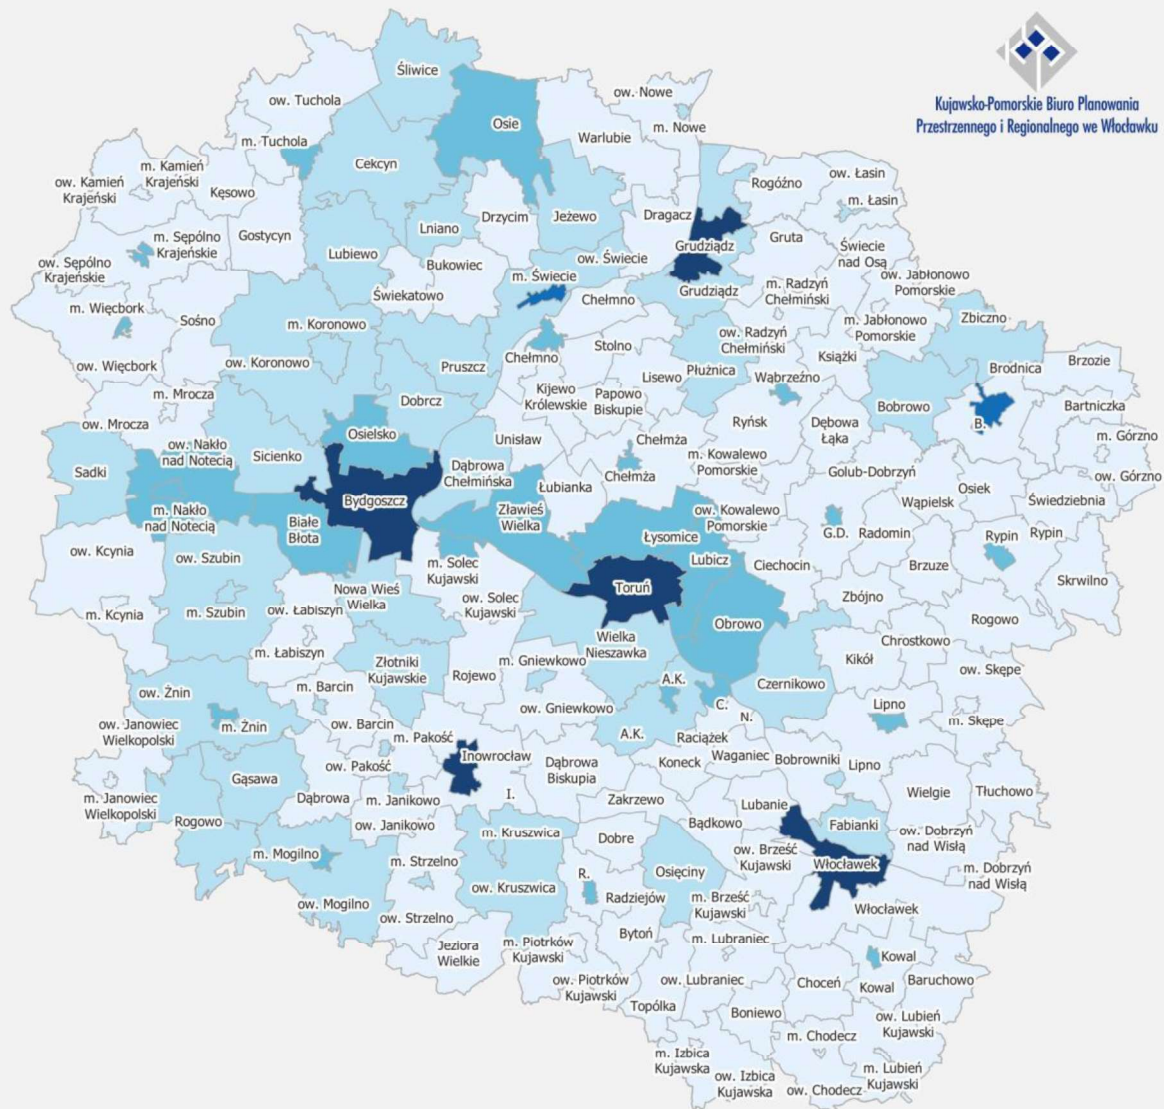 Kujawsko-Pomorskie Biuro Planowania
Przestrzennego i Regionalnego we Włocławku
Śliwice
ow. Tuchola
ow. Nowe
m. Nowe
Osie
m. Tuchola
Warlubie
Cekcyn
m. Kamień
Krajeński
ow. Kamień
Krajeński
Kęsowo
Rogóźno
ow. Łasin
m. Łasin
Drzycim
Jeżewo
Dragacz
Lniano
Gostycyn
m. Sępólno
Krajeńskie
ow. Sępólno
Krajeńskie
Lubiewo
Bukowiec
ow. Świecie
m. Świecie
Grudziądz
Gruta
Świecie
nad Osą
Grudziądz
Świekatowo
Chełmno
m. Radzyń
Chełmiński
ow. Jabłonowo
Pomorskie
m. Więcbork
Sośno
m. Koronowo
ow. Koronowo
ow. Więcbork
Pruszcz
Chełmno
Stolno
ow. Radzyń
Chełmiński
m. Jabłonowo
Pomorskie
Zbiczno
Książki
Brodnica
Brzozie
Płużnica
Lisewo
Wąbrzeźno
m. Mrocza
ow. Mrocza
Dobrcz
Kijewo
Królewskie
Papowo
Biskupie
Bobrowo
B.
Bartniczka
Ryńsk
Dębowa
Łąka
m. Górzno
ow. Górzno
Osielsko
Unisław
Chełmża
Chełmża
m. Kowalewo
Pomorskie
ow. Nakło
nad Notecią
Sicienko
Sadki
Dąbrowa
Chełmińska
Golub-Dobrzyń
Osiek
Wąpielsk
Świedziebnia
Bydgoszcz
Łubianka
Zławieś
Wielka
m. Nakło
nad Notecią
Białe
Błota
ow. Kowalewo
Pomorskie
Łysomice
Lubicz
Ciechocin
G.D.
Radomin
Rypin
Rypin
Brzuze
Skrwilno
ow. Kcynia
ow. Szubin
m. Solec
Kujawski
Nowa Wieś
Wielka
ow. Solec
Kujawski
Toruń
Zbójno
m. Kcynia
m. Szubin
ow. Łabiszyn
m. Łabiszyn
Obrowo
Rogowo
Wielka
Nieszawka
Chrostkowo
Złotniki
Kujawskie
Rojewo
m. Gniewkowo
Kikół
ow. Skępe
ow. Żnin
m. Barcin
A.K.
C.
Czernikowo
ow. Gniewkowo
N.
Lipno
m. Skępe
ow. Janowiec
Wielkopolski
m. Żnin
ow. Barcin
m. Pakość
A.K.
Raciążek
Waganiec
Bobrowniki
Lipno
Inowrocław
Dąbrowa
Biskupia
Koneck
Gąsawa
ow. Pakość
Wielgie
Tłuchowo
m. Janowiec
Wielkopolski
Dąbrowa
m. Janikowo
I.
Zakrzewo
Lubanie
Rogowo
ow. Janikowo
Bądkowo
Fabianki
ow. Dobrzyń
nad Wisłą
m. Kruszwica
Dobre
ow. Brześć
Kujawski
m. Mogilno
m. Strzelno
Włocławek
m. Dobrzyń
nad Wisłą
R.
Osięciny
ow. Kruszwica
ow. Mogilno
Radziejów
m. Brześć
Kujawski
Włocławek
ow. Strzelno
Bytoń
m. Lubraniec
Jeziora
Wielkie
m. Piotrków
Kujawski
Kowal
ow. Piotrków
Kujawski
ow. Lubraniec
Choceń
Kowal
Baruchowo
Topólka
Boniewo
ow. Lubień
Kujawski
m. Chodecz
m. Izbica
Kujawska
m. Lubień
Kujawski
ow. Izbica
Kujawska
ow. Chodecz